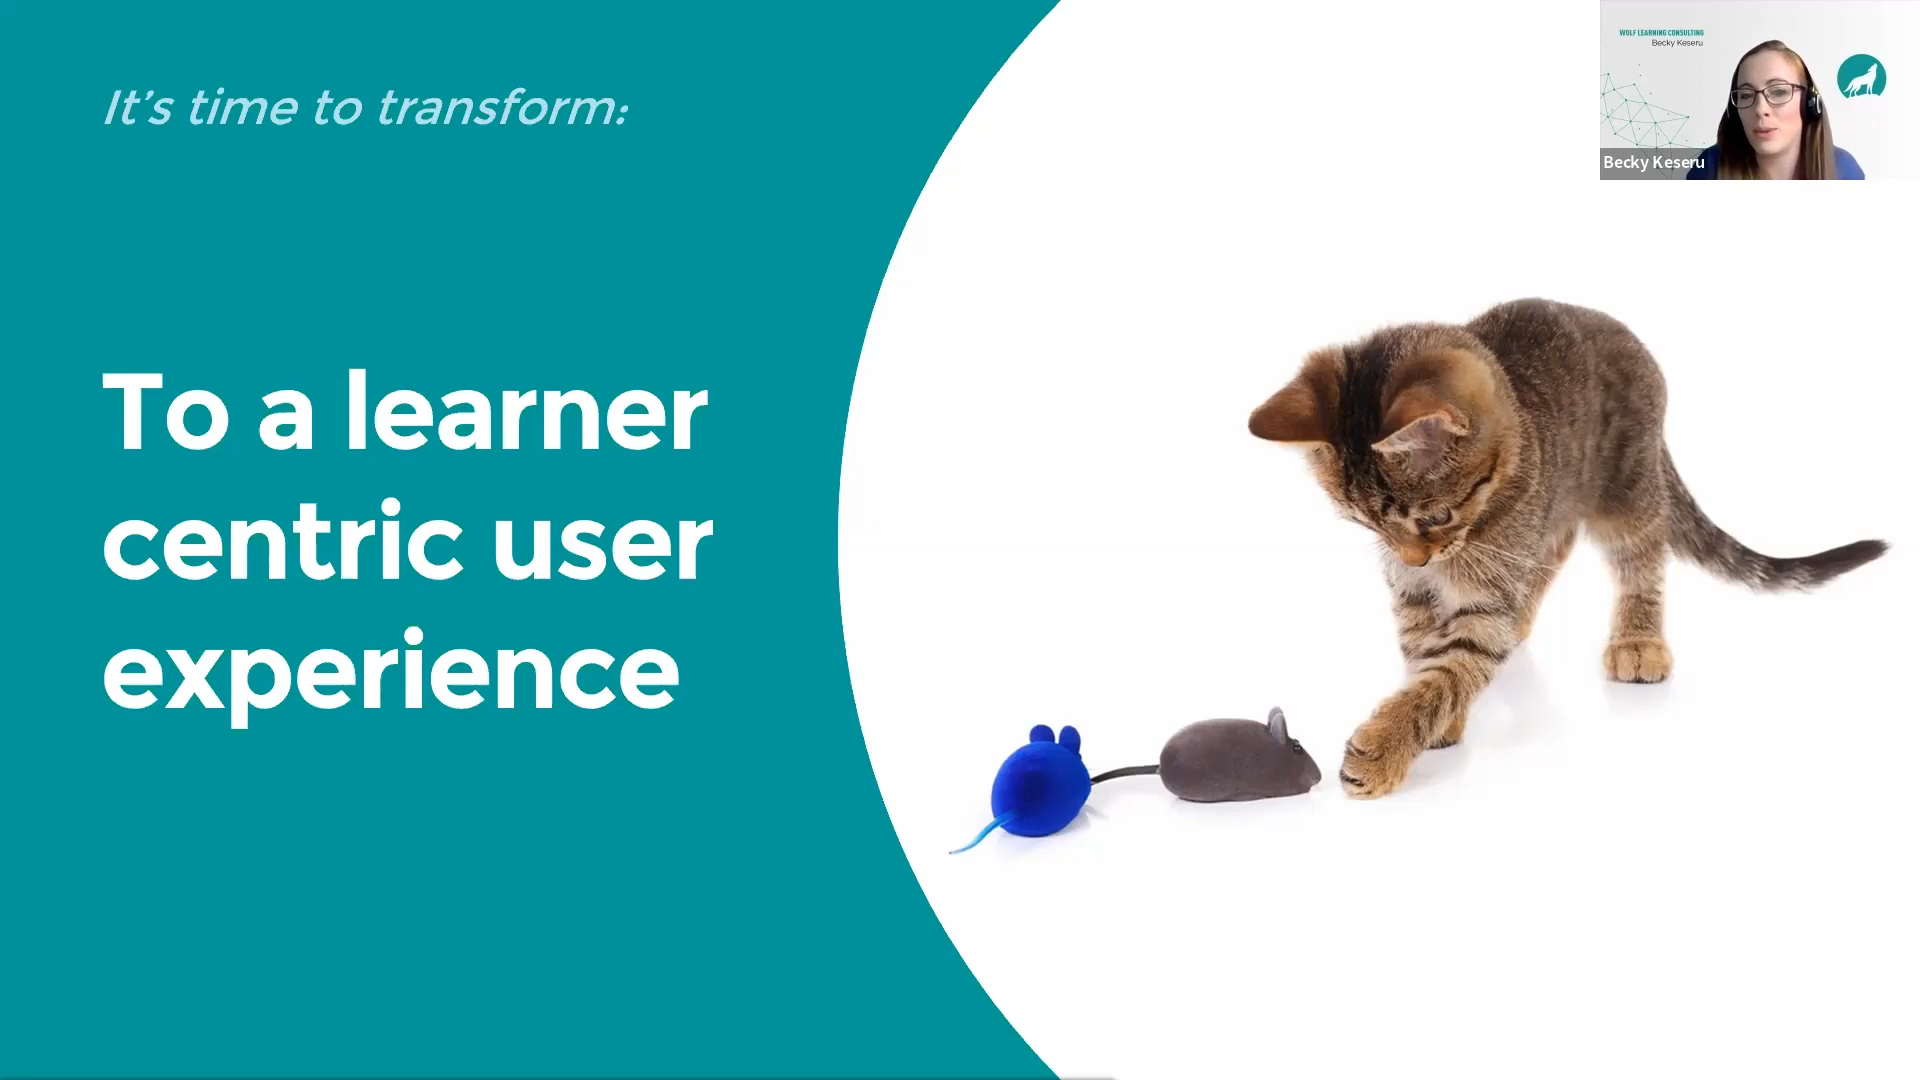 It's time to transform:
To a learner
centric user
experience
WOLF LEARNING CONSULTING
Becky Keseru
Becky Keseru